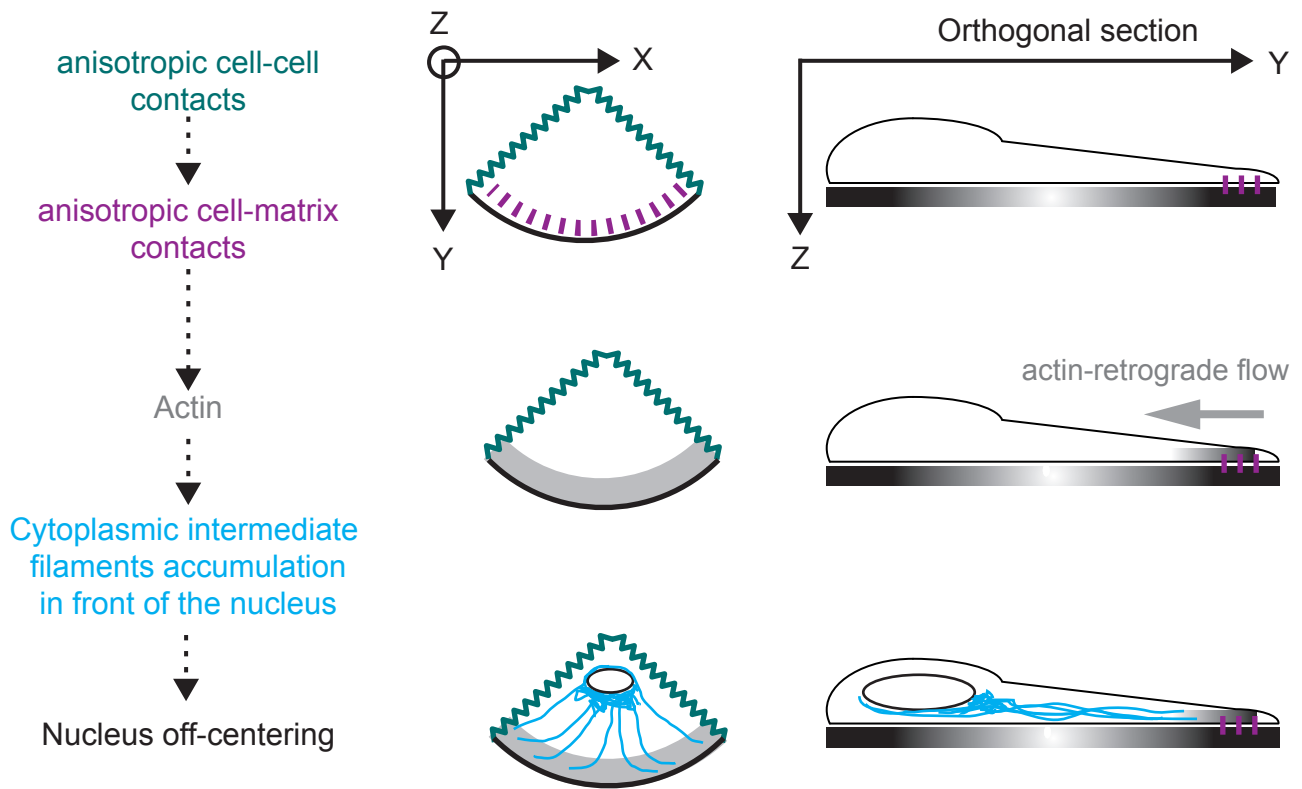 anisotropic cell-cell
contacts
anisotropic cell-matrix
contacts
Actin
Cytoplasmic intermediate
filaments accumulation
in front of the nucleus
Nucleus off-centering
Z
X
Y
Orthogonal section
Y
Z
actin-retrograde flow